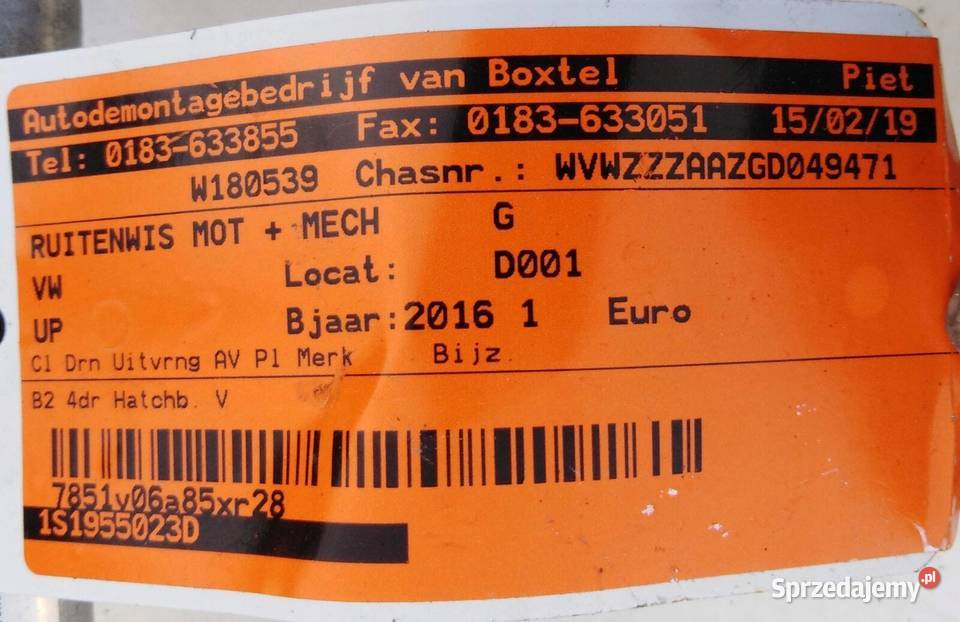 Autodemontagebedrijf van Boxtel Piet
Tel: 0183-633855 Fax: 0183-633051 15/02/19
W180539 Chasnr.: WVWZZZAAZGD049471
RUITENWIS MOT + MECH G
VW Locat: D001
UP Bjaar:2016 1 Euro
Cl Drn Uitvrng AV Pl Merk Bijz.
B2 4dr Hatchb. V
7851v06a85xr28
1S1955023D
Sprzedajemy.pl